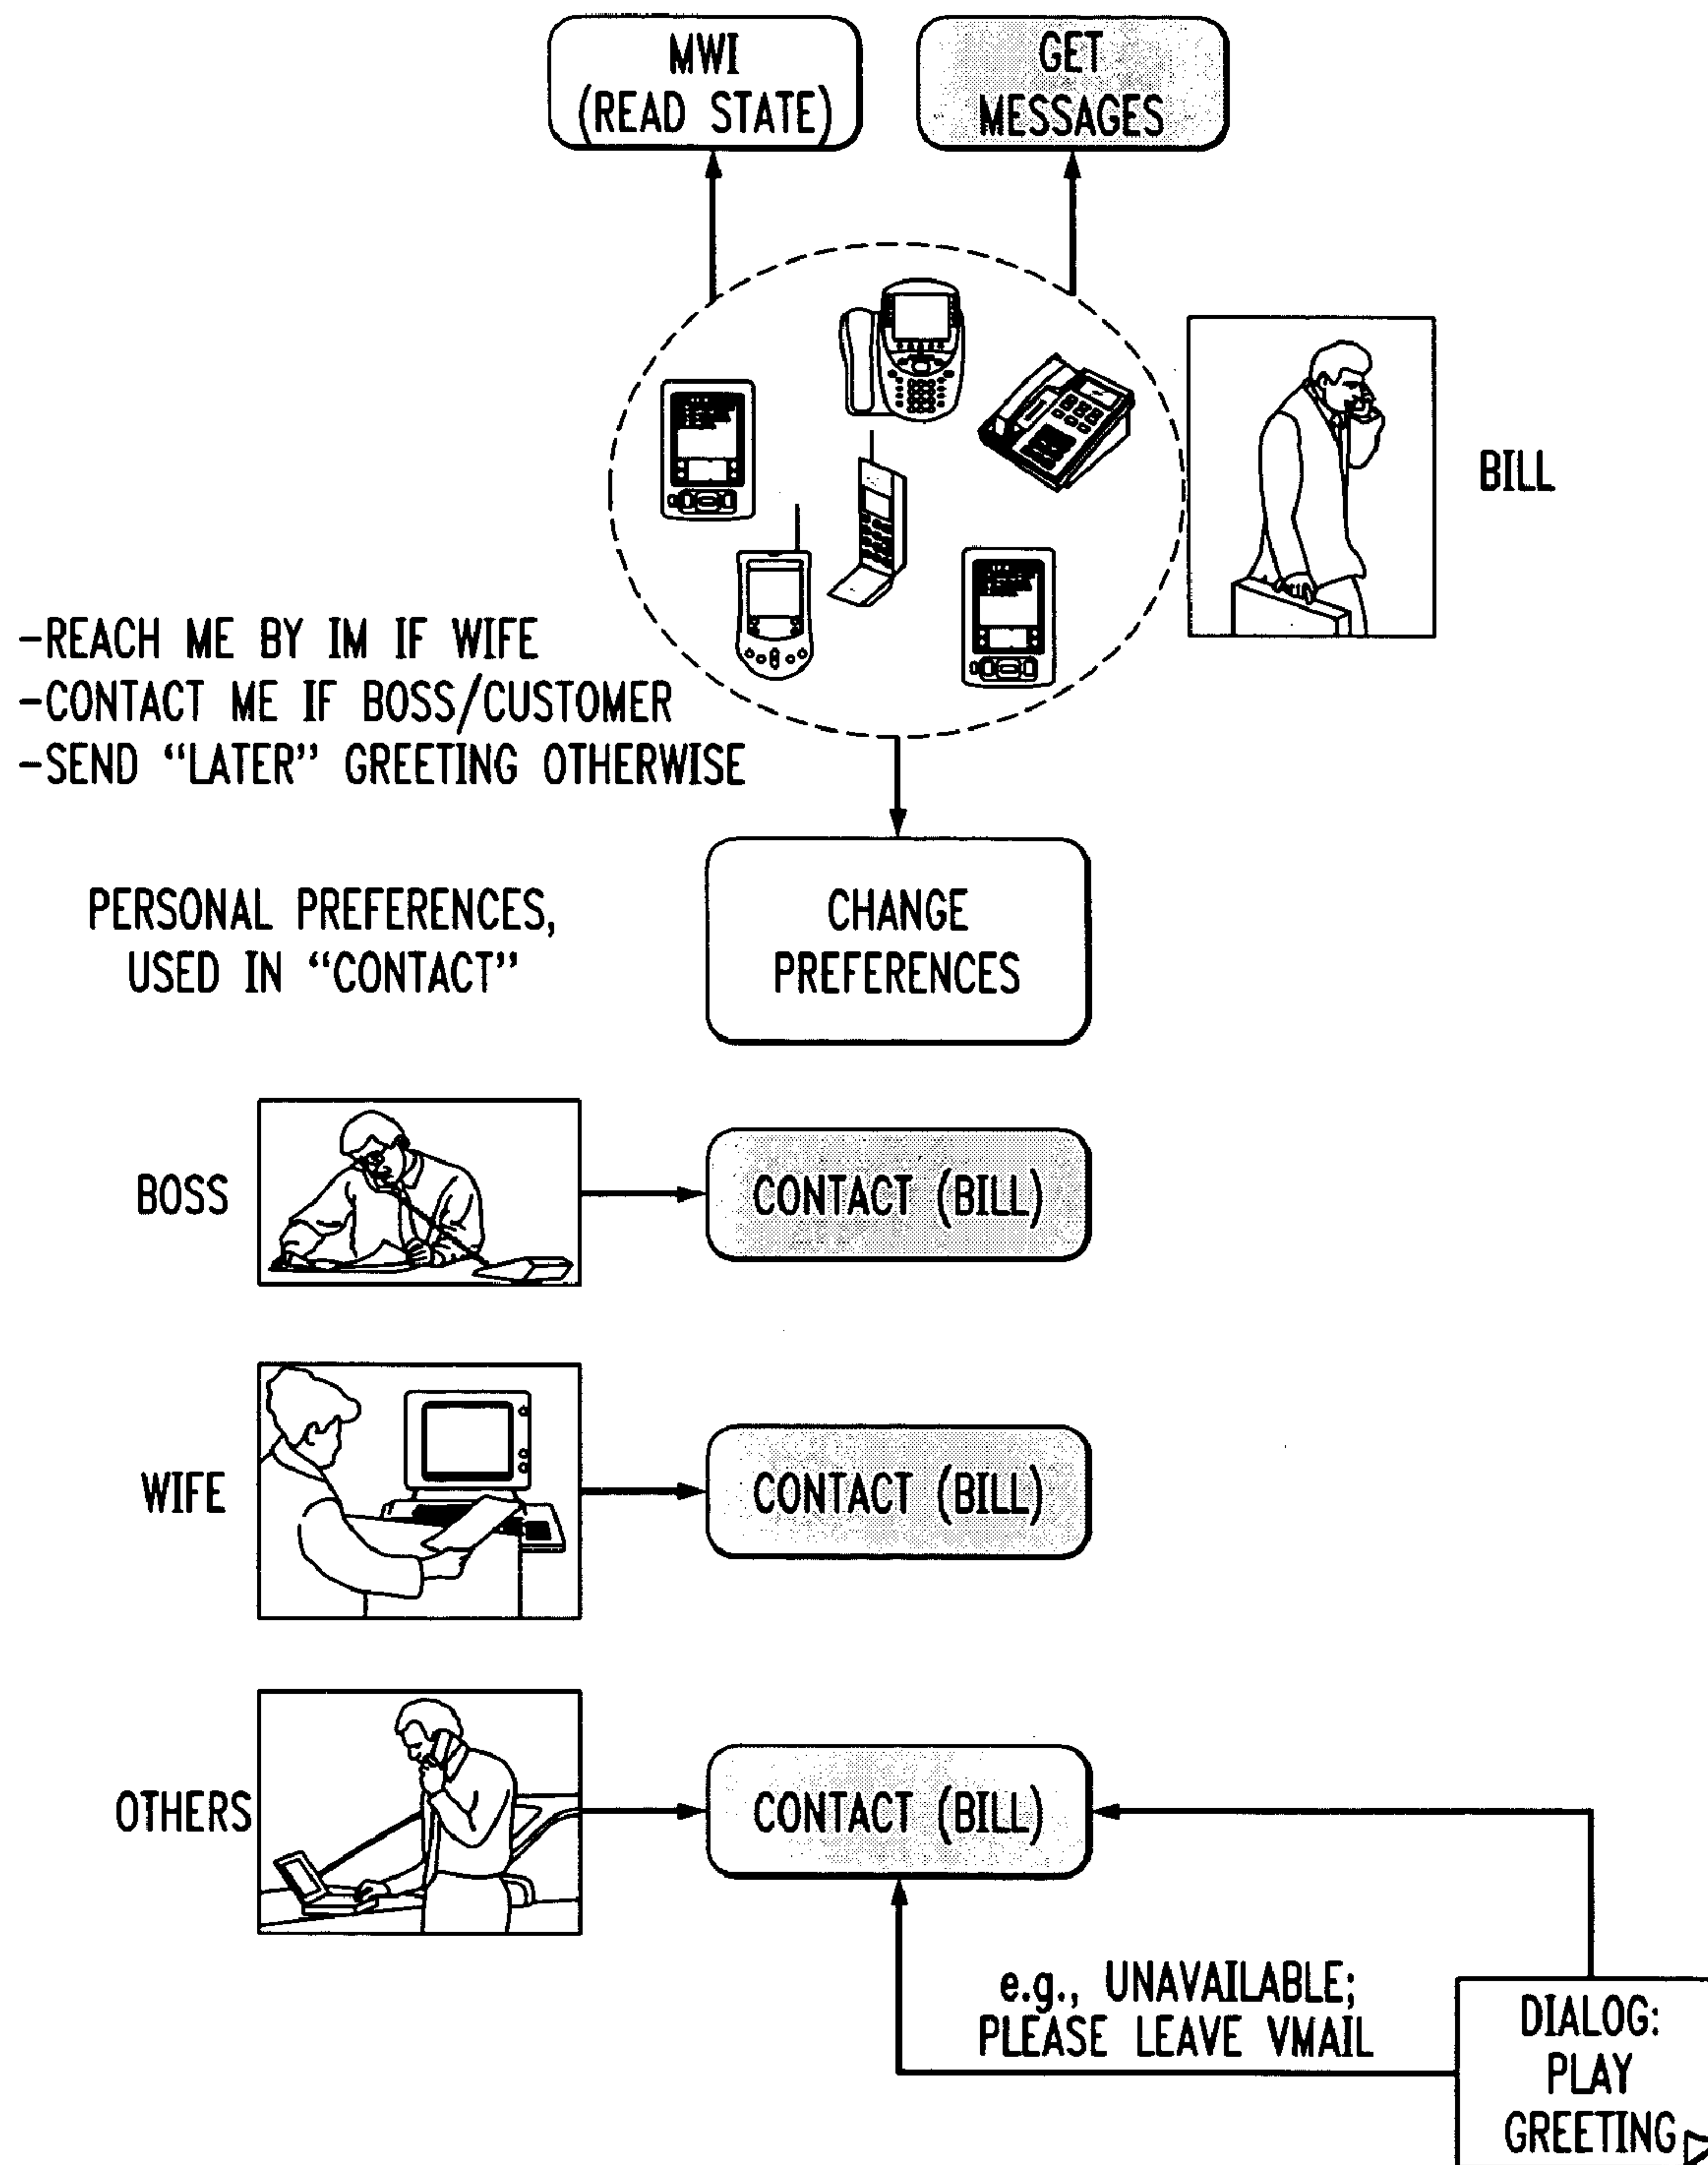 MWI
(READ STATE)
GET
MESSAGES
BILL
-REACH ME BY IM IF WIFE
-CONTACT ME IF BOSS/CUSTOMER
-SEND “LATER” GREETING OTHERWISE
PERSONAL PREFERENCES,
USED IN “CONTACT”
CHANGE
PREFERENCES
BOSS
CONTACT (BILL)
WIFE
CONTACT (BILL)
OTHERS
CONTACT (BILL)
e.g., UNAVAILABLE;
PLEASE LEAVE VMAIL
DIALOG:
PLAY
GREETING